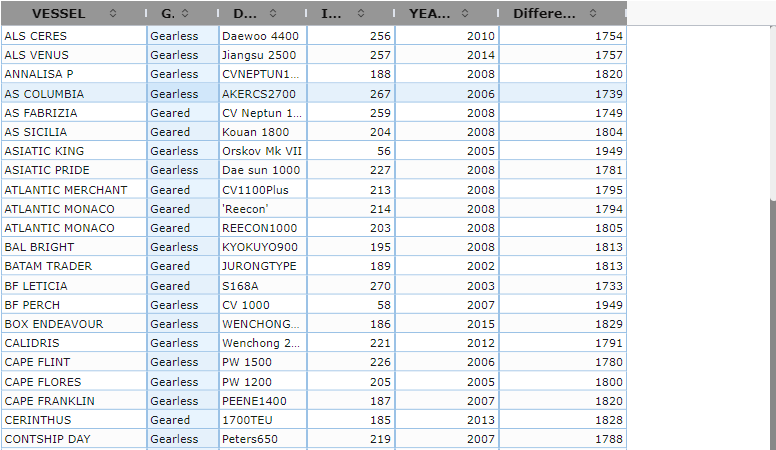 VESSEL G. D... I... YEA... Differe...
ALS CERES Gearless Daewoo 4400 256 2010 1754
ALS VENUS Gearless Jiangsu 2500 257 2014 1757
ANNALISA P Gearless CVNEPTUN1... 188 2008 1820
AS COLUMBIA Gearless AKERCS2700 267 2006 1739
AS FABRIZIA Geared CV Neptun 1... 259 2008 1749
AS SICILIA Geared Kouan 1800 204 2008 1804
ASIATIC KING Gearless Orskov Mk VII 56 2005 1949
ASIATIC PRIDE Gearless Dae sun 1000 227 2008 1781
ATLANTIC MERCHANT Geared CV1100Plus 213 2008 1795
ATLANTIC MONACO Geared 'Reecon' 214 2008 1794
ATLANTIC MONACO Geared REECON1000 203 2008 1805
BAL BRIGHT Gearless KYOKUYO900 195 2008 1813
BATAM TRADER Geared JURONGTYPE 189 2002 1813
BF LETICIA Geared S168A 270 2003 1733
BF PERCH Gearless CV 1000 58 2007 1949
BOX ENDEAVOUR Gearless WENCHONG... 186 2015 1829
CALIDRIS Gearless Wenchong 2... 221 2012 1791
CAPE FLINT Gearless PW 1500 226 2006 1780
CAPE FLORES Gearless PW 1200 205 2005 1800
CAPE FRANKLIN Gearless PEENE1400 187 2007 1820
CERINTHUS Geared 1700TEU 185 2013 1828
CONTSHIP DAY Gearless Peters650 219 2007 1788